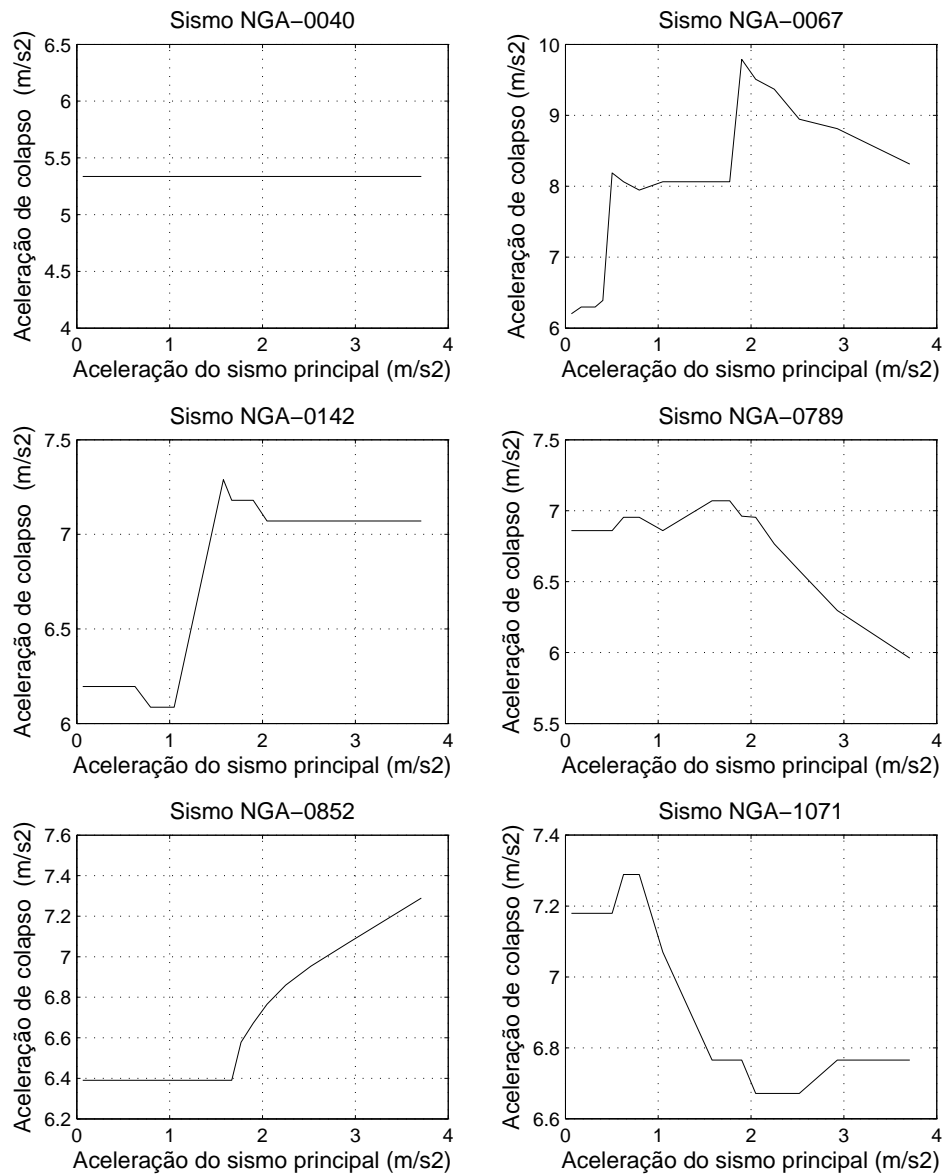 Sismo NGA−0040
Aceleração de colapso (m/s2)
6.5
6
5.5
5
4.5
4
0 1 2 3 4
Aceleração do sismo principal (m/s2)
Sismo NGA−0067
Aceleração de colapso (m/s2)
10
9
8
7
6
0 1 2 3 4
Aceleração do sismo principal (m/s2)
Sismo NGA−0142
Aceleração de colapso (m/s2)
7.5
7
6.5
6
0 1 2 3 4
Aceleração do sismo principal (m/s2)
Sismo NGA−0789
Aceleração de colapso (m/s2)
7.5
7
6.5
6
5.5
0 1 2 3 4
Aceleração do sismo principal (m/s2)
Sismo NGA−0852
Aceleração de colapso (m/s2)
7.6
7.4
7.2
7
6.8
6.6
6.4
6.2
0 1 2 3 4
Aceleração do sismo principal (m/s2)
Sismo NGA−1071
Aceleração de colapso (m/s2)
7.4
7.2
7
6.8
6.6
0 1 2 3 4
Aceleração do sismo principal (m/s2)